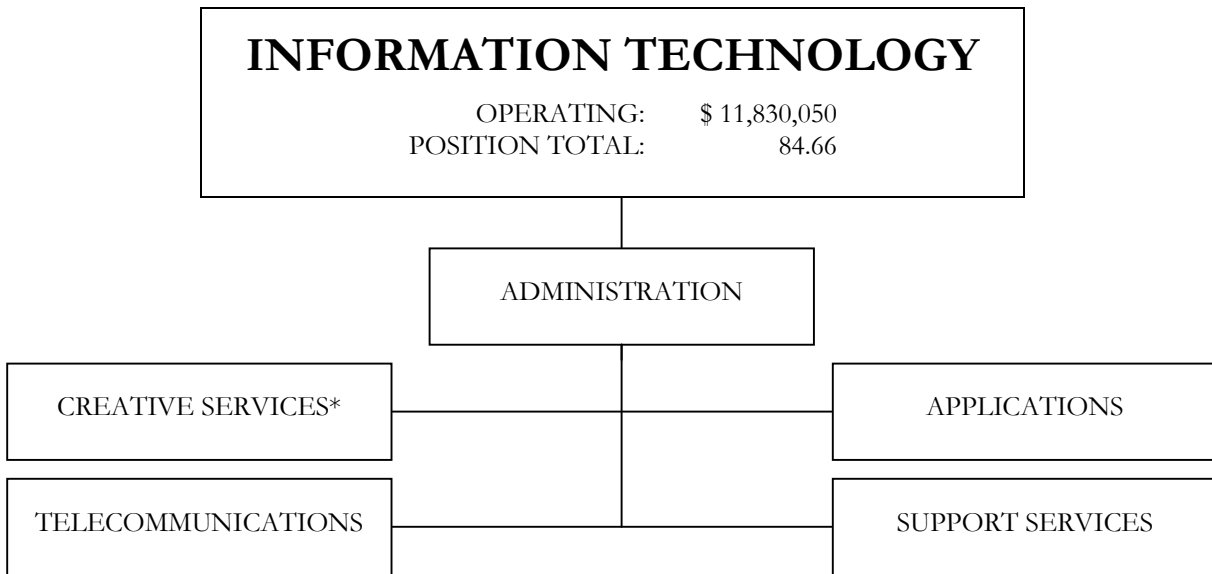 INFORMATION TECHNOLOGY
OPERATING: $ 11,830,050
POSITION TOTAL: 84.66
ADMINISTRATION
CREATIVE SERVICES*
APPLICATIONS
TELECOMMUNICATIONS
SUPPORT SERVICES